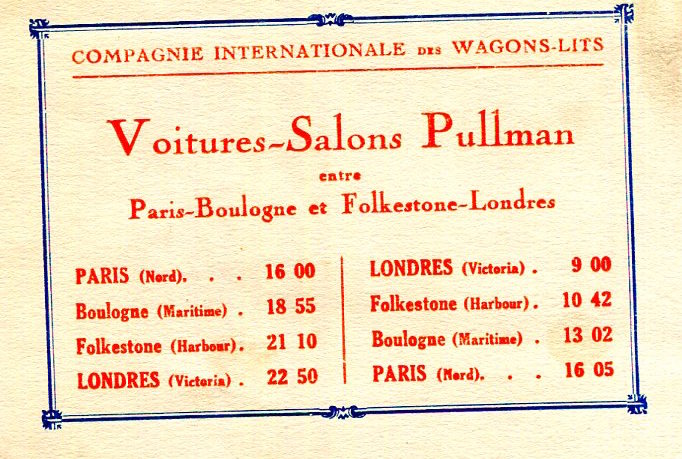 COMPAGNIE INTERNATIONALE DES WAGONS-LITS
Voitures-Salons Pullman
entre
Paris-Boulogne et Folkestone-Londres
PARIS (Nord). . . 16 00
Boulogne (Maritime) . 18 55
Folkestone (Harbour). 21 10
LONDRES (Victoria) . 22 50
LONDRES (Victoria) . 9 00
Folkestone (Harbour). 10 42
Boulogne (Maritime) . 13 02
PARIS (Nord). . . 16 05